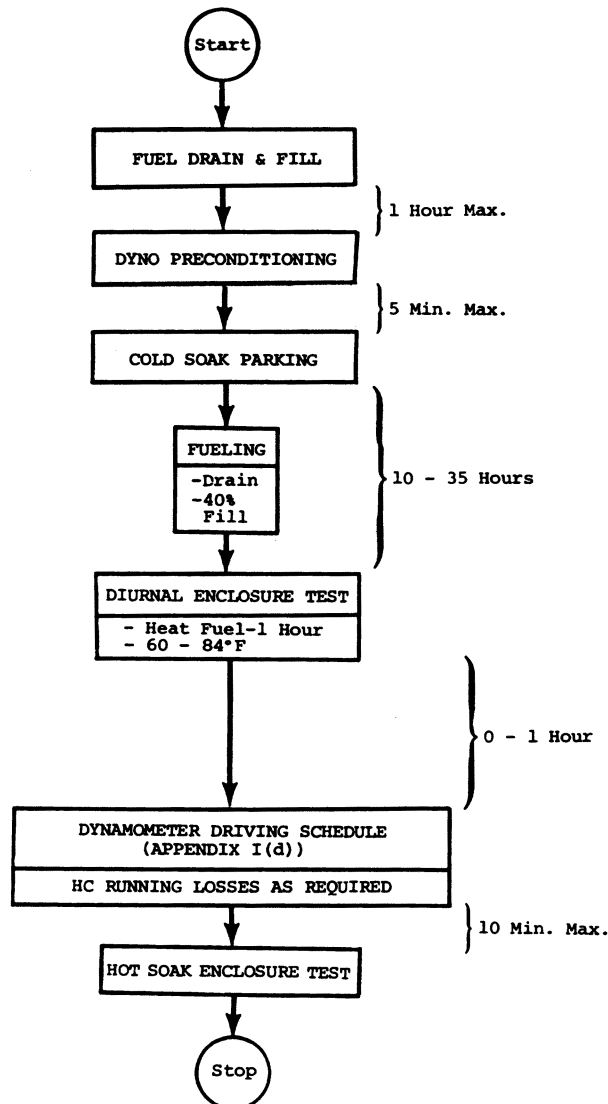 Start
FUEL DRAIN & FILL
1 Hour Max.
DYNO PRECONDITIONING
5 Min. Max.
COLD SOAK PARKING
FUELING
-Drain
-40%
Fill
10 - 35 Hours
DIURNAL ENCLOSURE TEST
- Heat Fuel-1 Hour
- 60 - 84°F
0 - 1 Hour
DYNAMOMETER DRIVING SCHEDULE
(APPENDIX I(d))
HC RUNNING LOSSES AS REQUIRED
10 Min. Max.
HOT SOAK ENCLOSURE TEST
Stop